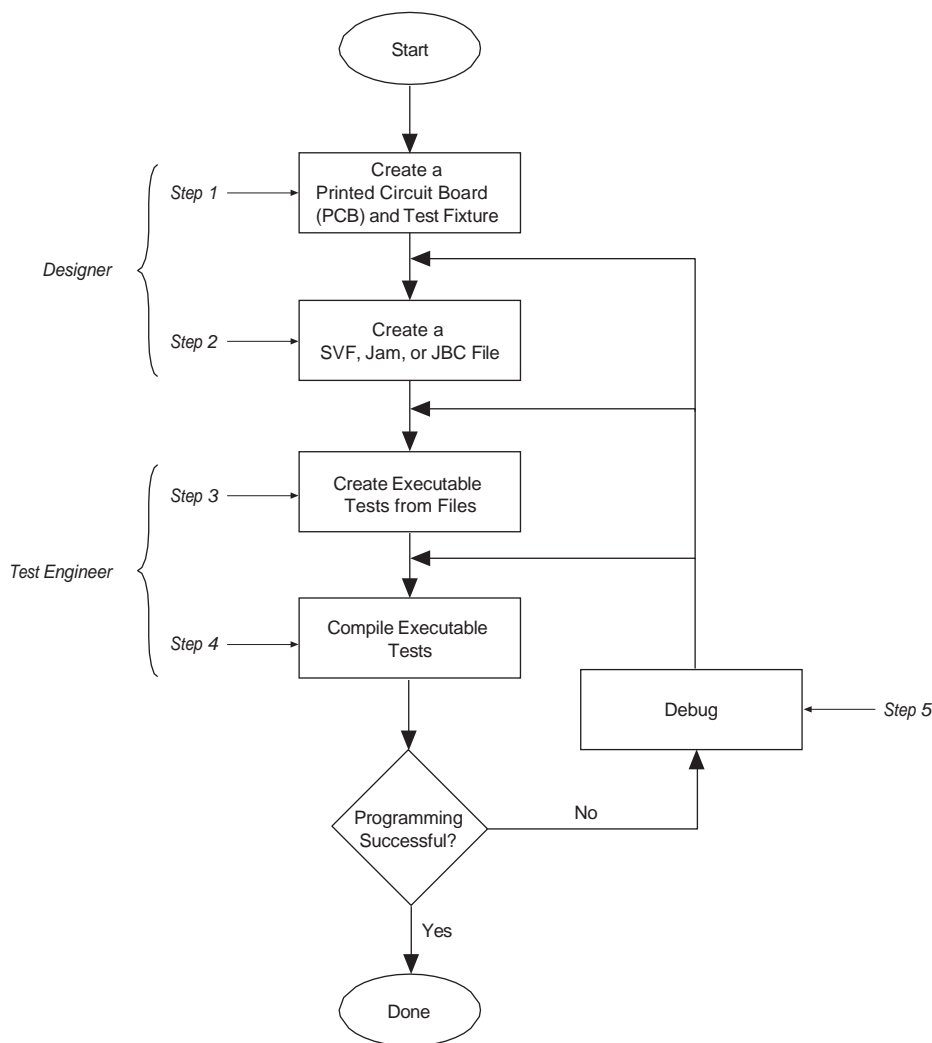 Start
Create a
Printed Circuit Board
(PCB) and Test Fixture
Step 1
Designer
Step 2
Create a
SVF, Jam, or JBC File
Step 3
Create Executable
Tests from Files
Test Engineer
Step 4
Compile Executable
Tests
Debug
Step 5
Programming
Successful?
No
Yes
Done